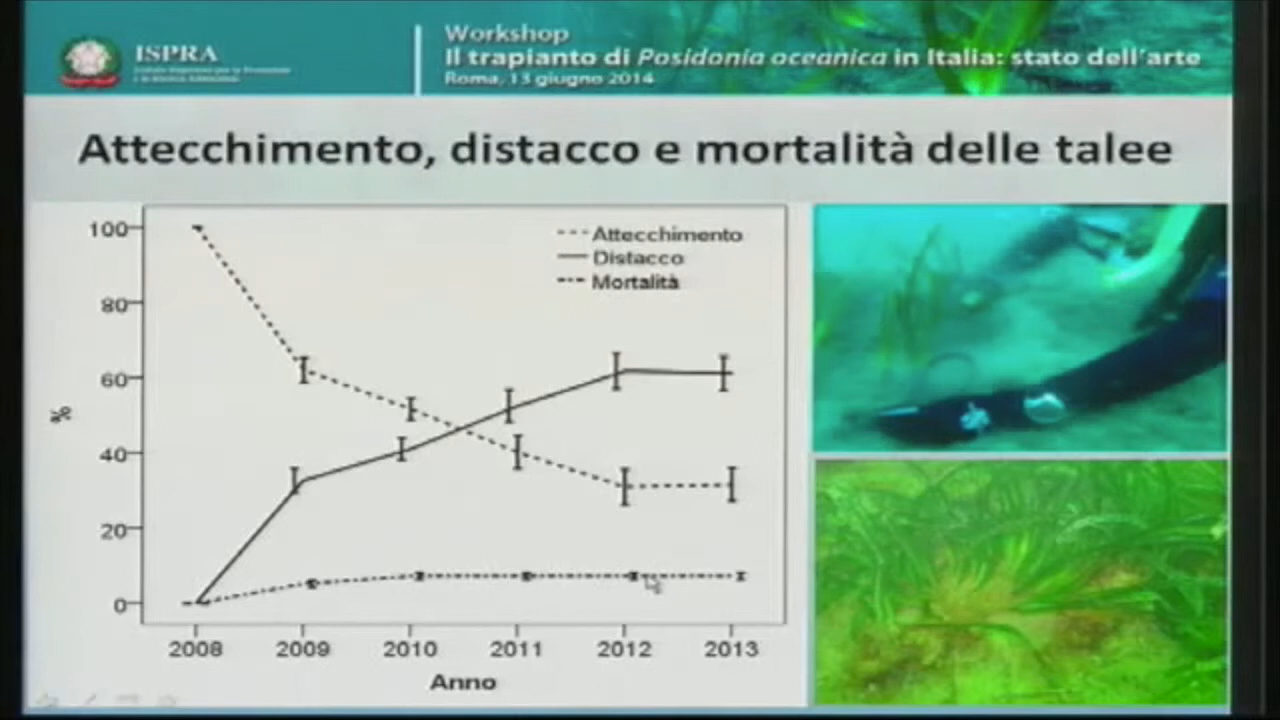 ISPRA
Workshop
Il trapianto di Posidonia oceanica in Italia: stato dell'arte
Roma, 13 giugno 2014
Attecchimento, distacco e mortalità delle talee
100
80
60
40
20
0
%
Attecchimento
Distacco
Mortalità
2008 2009 2010 2011 2012 2013
Anno